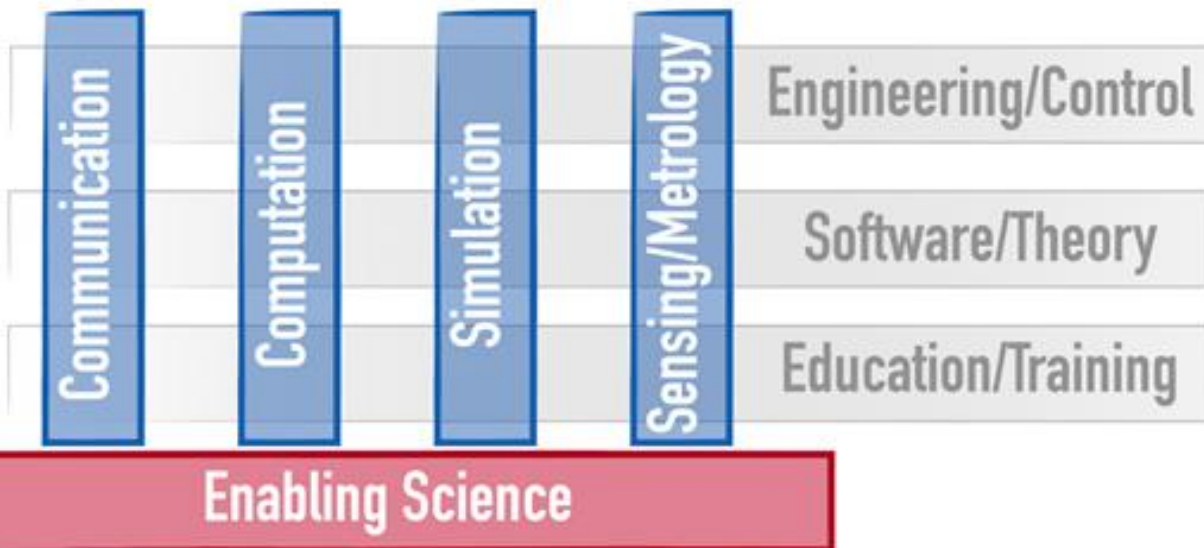 Communication
Computation
Simulation
Sensing/Metrology
Engineering/Control
Software/Theory
Education/Training
Enabling Science